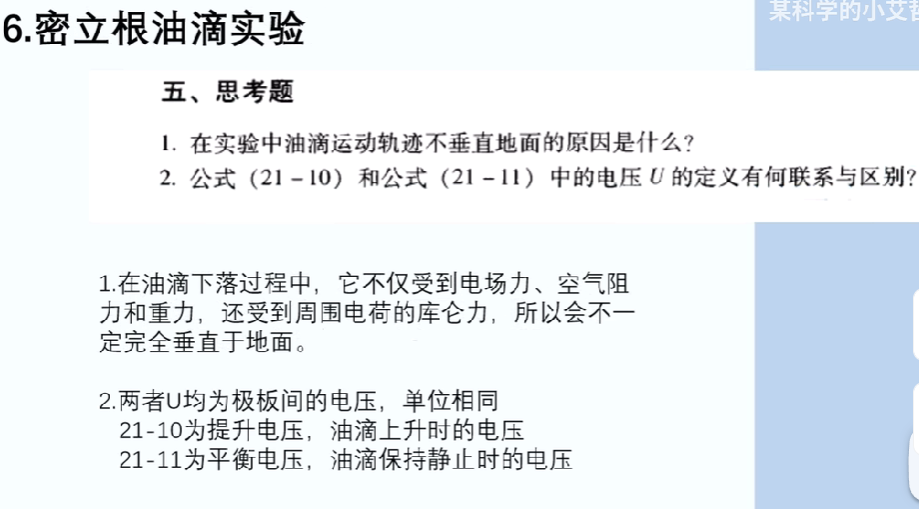 某科学的小艾
6.密立根油滴实验
五、思考题
1. 在实验中油滴运动轨迹不垂直地面的原因是什么?
2. 公式（21－10）和公式（21－11）中的电压 U 的定义有何联系与区别?
1.在油滴下落过程中，它不仅受到电场力、空气阻
力和重力，还受到周围电荷的库仑力，所以会不一
定完全垂直于地面。
2.两者U均为极板间的电压，单位相同
21-10为提升电压，油滴上升时的电压
21-11为平衡电压，油滴保持静止时的电压